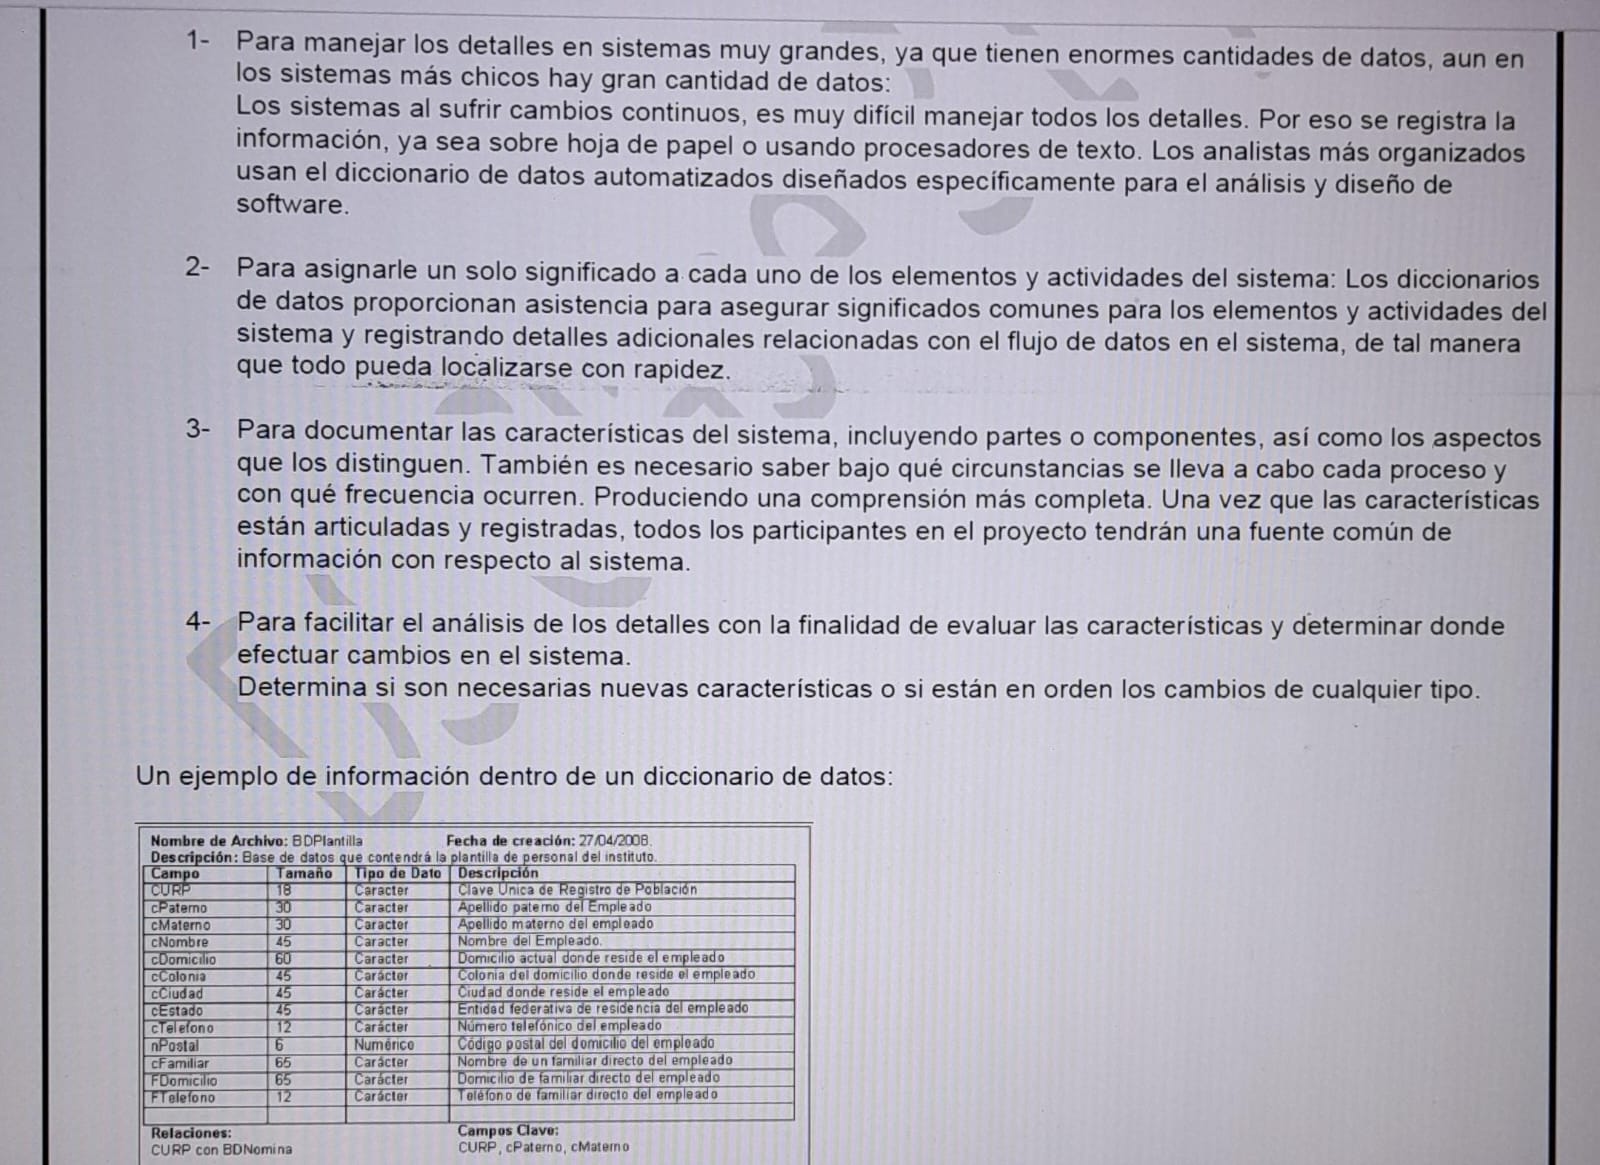 1- Para manejar los detalles en sistemas muy grandes, ya que tienen enormes cantidades de datos, aun en
los sistemas más chicos hay gran cantidad de datos:
Los sistemas al sufrir cambios continuos, es muy difícil manejar todos los detalles. Por eso se registra la
información, ya sea sobre hoja de papel o usando procesadores de texto. Los analistas más organizados
usan el diccionario de datos automatizados diseñados específicamente para el análisis y diseño de
software.
2- Para asignarle un solo significado a cada uno de los elementos y actividades del sistema: Los diccionarios
de datos proporcionan asistencia para asegurar significados comunes para los elementos y actividades del
sistema y registrando detalles adicionales relacionadas con el flujo de datos en el sistema, de tal manera
que todo pueda localizarse con rapidez.
3- Para documentar las características del sistema, incluyendo partes o componentes, así como los aspectos
que los distinguen. También es necesario saber bajo qué circunstancias se lleva a cabo cada proceso y
con qué frecuencia ocurren. Produciendo una comprensión más completa. Una vez que las características
están articuladas y registradas, todos los participantes en el proyecto tendrán una fuente común de
información con respecto al sistema.
4- Para facilitar el análisis de los detalles con la finalidad de evaluar las características y determinar donde
efectuar cambios en el sistema.
Determina si son necesarias nuevas características o si están en orden los cambios de cualquier tipo.
Un ejemplo de información dentro de un diccionario de datos:
Nombre de Archivo: BDPlantilla Fecha de creación: 27/04/2008.
Descripción: Base de datos que contendrá la plantilla de personal del instituto.
Campo Tamaño Tipo de Dato Descripción
CURP 18 Caracter Clave Única de Registro de Población
cPaterno 30 Caracter Apellido paterno del Empleado
cMaterno 30 Caracter Apellido materno del empleado
cNombre 45 Caracter Nombre del Empleado.
cDomicilio 60 Caracter Domicilio actual donde reside el empleado
cColonia 45 Carácter Colonia del domicilio donde reside el empleado
cCiudad 45 Carácter Ciudad donde reside el empleado
cEstado 45 Carácter Entidad federativa de residencia del empleado
cTelefono 12 Carácter Número telefónico del empleado
nPostal 6 Numérico Código postal del domicilio del empleado
cFamiliar 65 Carácter Nombre de un familiar directo del empleado
FDomicilio 65 Carácter Domicilio de familiar directo del empleado
FTelefono 12 Carácter Teléfono de familiar directo del empleado
Relaciones: Campos Clave:
CURP con BDNomina CURP, cPaterno, cMaterno